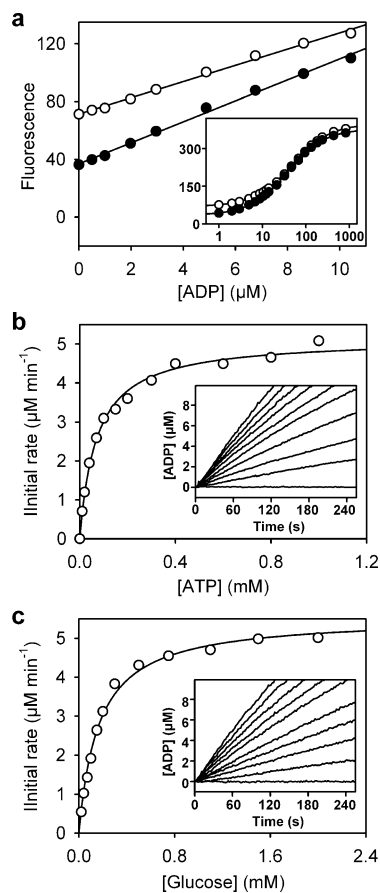 a
120
80
40
0
Fluorescence
300
150
0
1 10 100 1000
0 2 4 6 8 10
[ADP] (µM)
b
5
4
3
2
1
0
IInitial rate (µM min⁻¹)
8
6
4
2
0
[ADP] (µM)
0 60 120 180 240
Time (s)
0.0 0.4 0.8 1.2
[ATP] (mM)
c
5
4
3
2
1
0
IInitial rate (µM min⁻¹)
8
6
4
2
0
[ADP] (µM)
0 60 120 180 240
Time (s)
0.0 0.8 1.6 2.4
[Glucose] (mM)